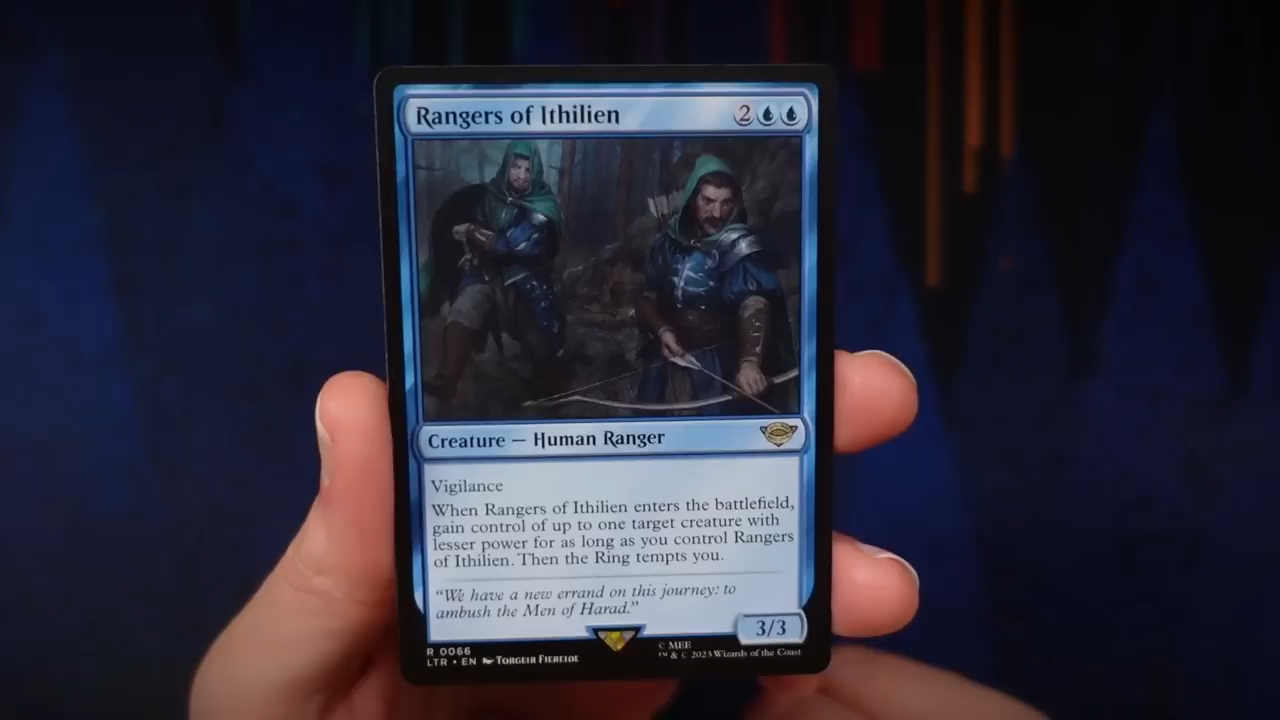 Rangers of Ithilien 2
Creature — Human Ranger
Vigilance
When Rangers of Ithilien enters the battlefield,
gain control of up to one target creature with
lesser power for as long as you control Rangers
of Ithilien. Then the Ring tempts you.
“We have a new errand on this journey: to
ambush the Men of Harad.”
3/3
R 0066
LTR • EN Torgeir Fjereide
© MEE
™ & © 2023 Wizards of the Coast